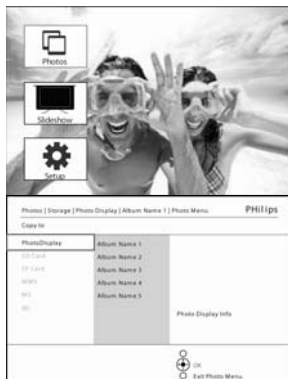 Photos
Slideshow
Setup
Photos | Storage | Photo Display | Album Name 1 | Photo Menu
PHilips
Copy to
PhotoDisplay
Album Name 1
SD Card
Album Name 2
CF Card
Album Name 3
MMS
Album Name 4
MS
Album Name 5
Photo Display Info
OK
Exit Photo Menu